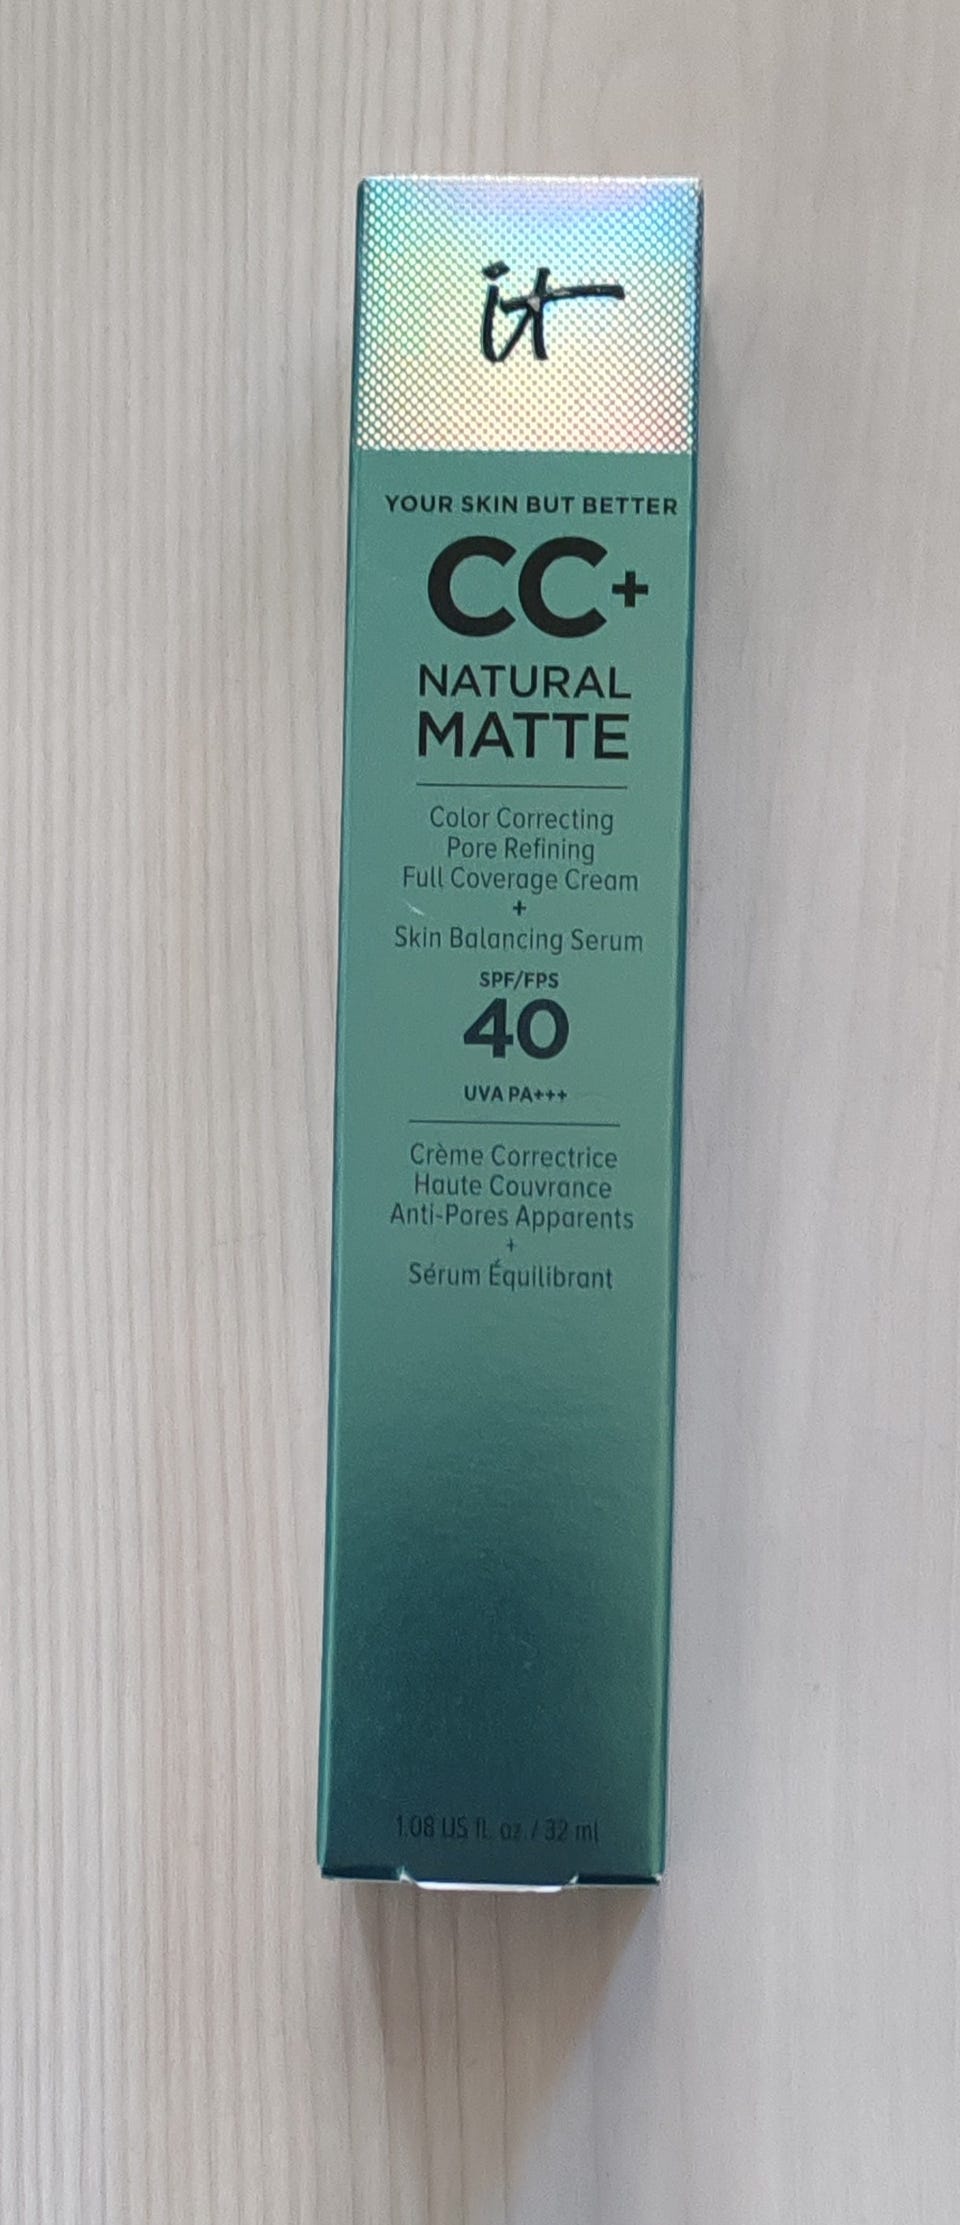 it
YOUR SKIN BUT BETTER
CC+
NATURAL
MATTE
Color Correcting
Pore Refining
Full Coverage Cream
+
Skin Balancing Serum
SPF/FPS
40
UVA PA+++
Crème Correctrice
Haute Couvrance
Anti-Pores Apparents
+
Sérum Équilibrant
1.08 US fl. oz. / 32 ml